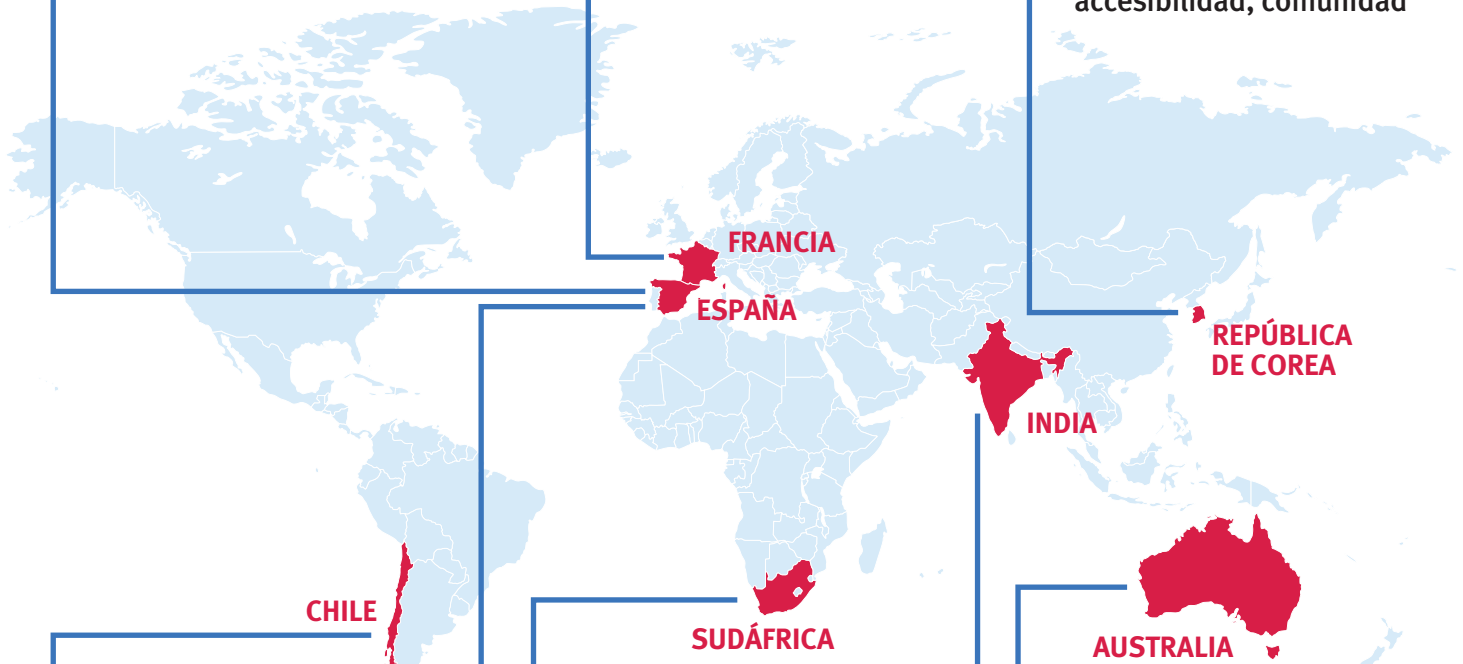 accesibilidad, comunidad
FRANCIA
ESPAÑA
REPÚBLICA
DE COREA
INDIA
CHILE
SUDÁFRICA
AUSTRALIA